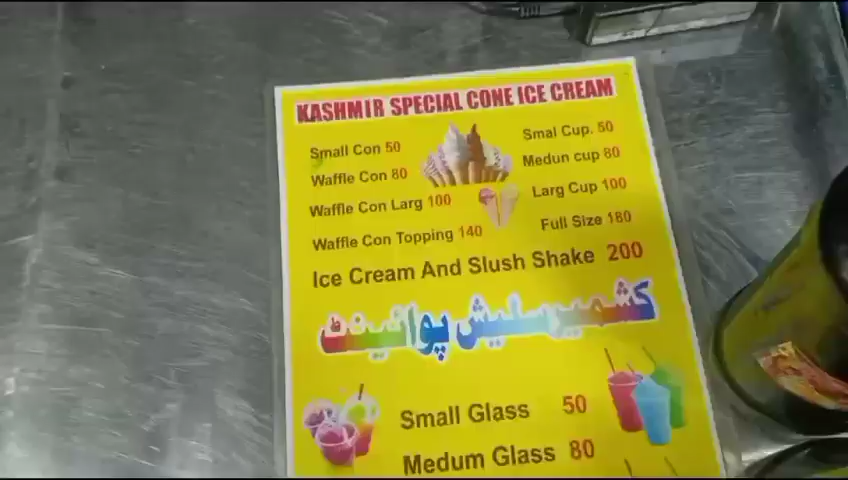 KASHMIR SPECIAL CONE ICE CREAM
Small Con 50
Smal Cup. 50
Waffle Con 80
Medun cup 80
Waffle Con Larg 100
Larg Cup 100
Waffle Con Topping 140
Full Size 180
Ice Cream And Slush Shake 200
کشمیر سلیش پوائینٹ
Small Glass 50
Medum Glass 80